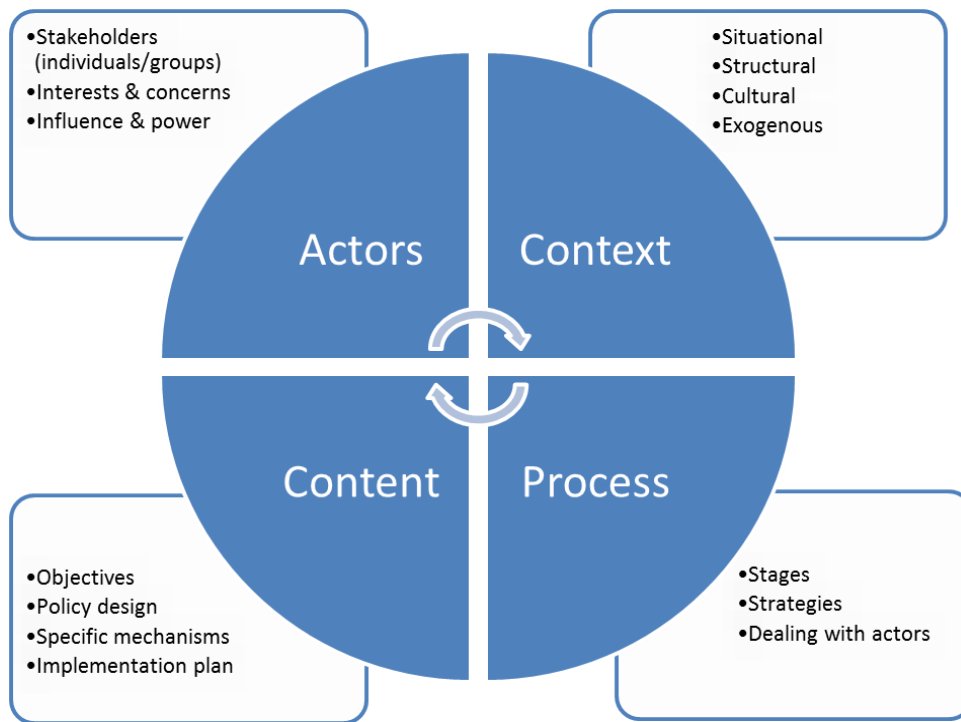 •Stakeholders
(individuals/groups)
•Interests & concerns
•Influence & power
•Situational
•Structural
•Cultural
•Exogenous
Actors
Context
Content
Process
•Objectives
•Policy design
•Specific mechanisms
•Implementation plan
•Stages
•Strategies
•Dealing with actors